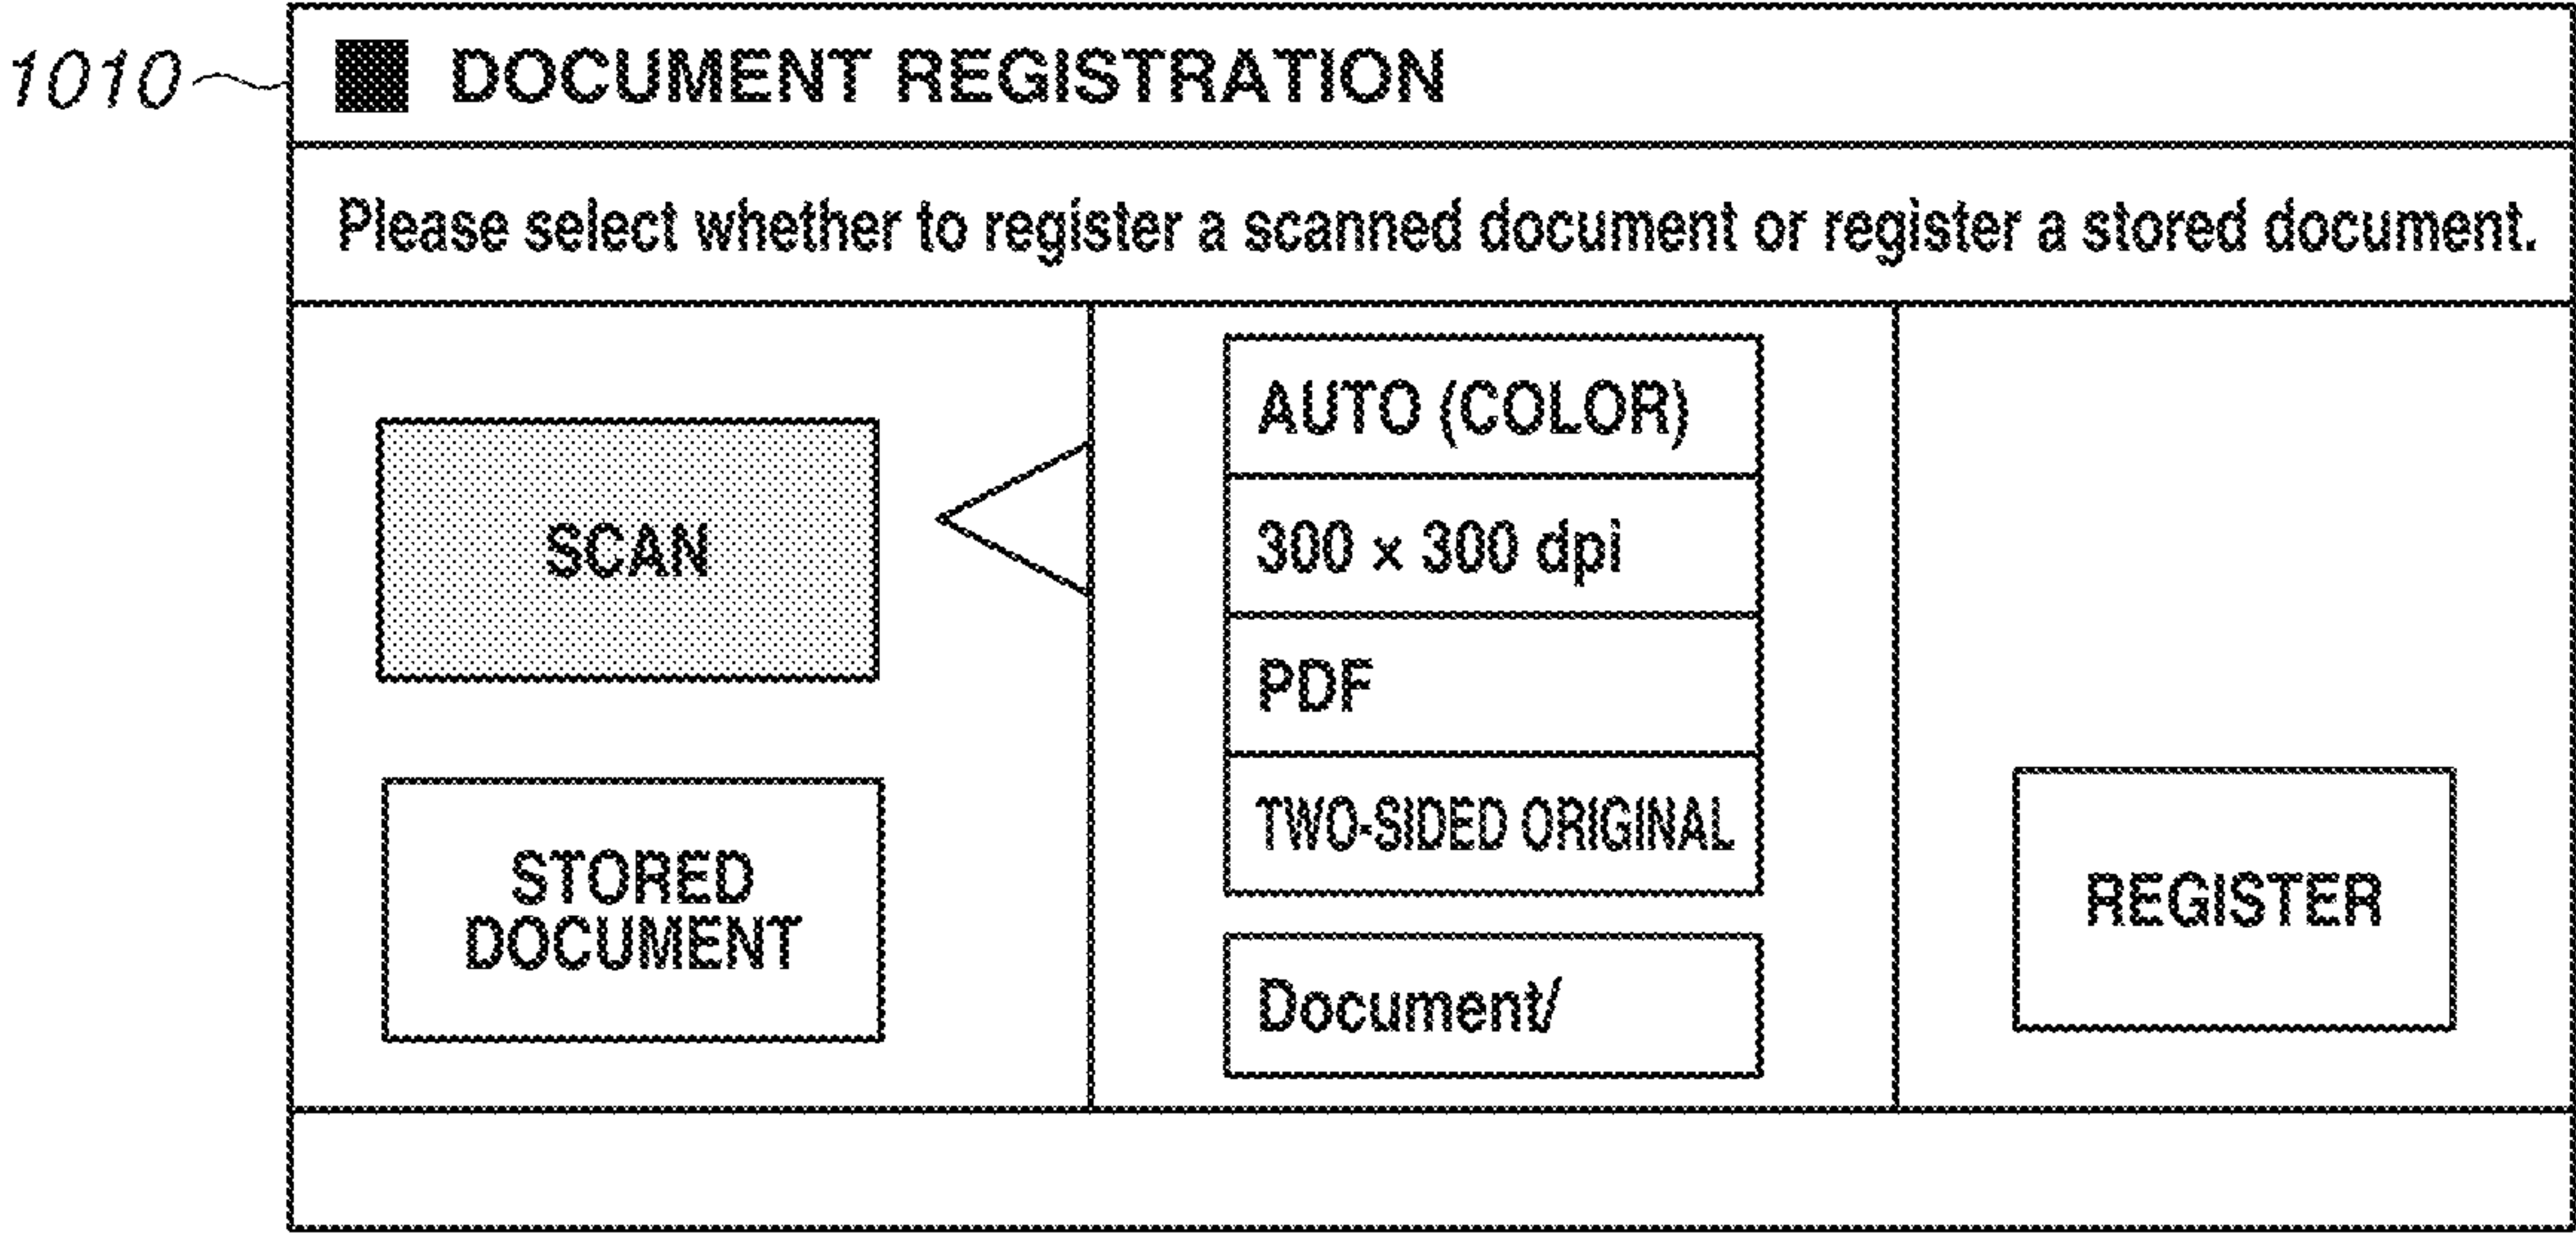 1010
DOCUMENT REGISTRATION
Please select whether to register a scanned document or register a stored document.
SCAN
STORED
DOCUMENT
AUTO (COLOR)
300 × 300 dpi
PDF
TWO-SIDED ORIGINAL
Document/
REGISTER